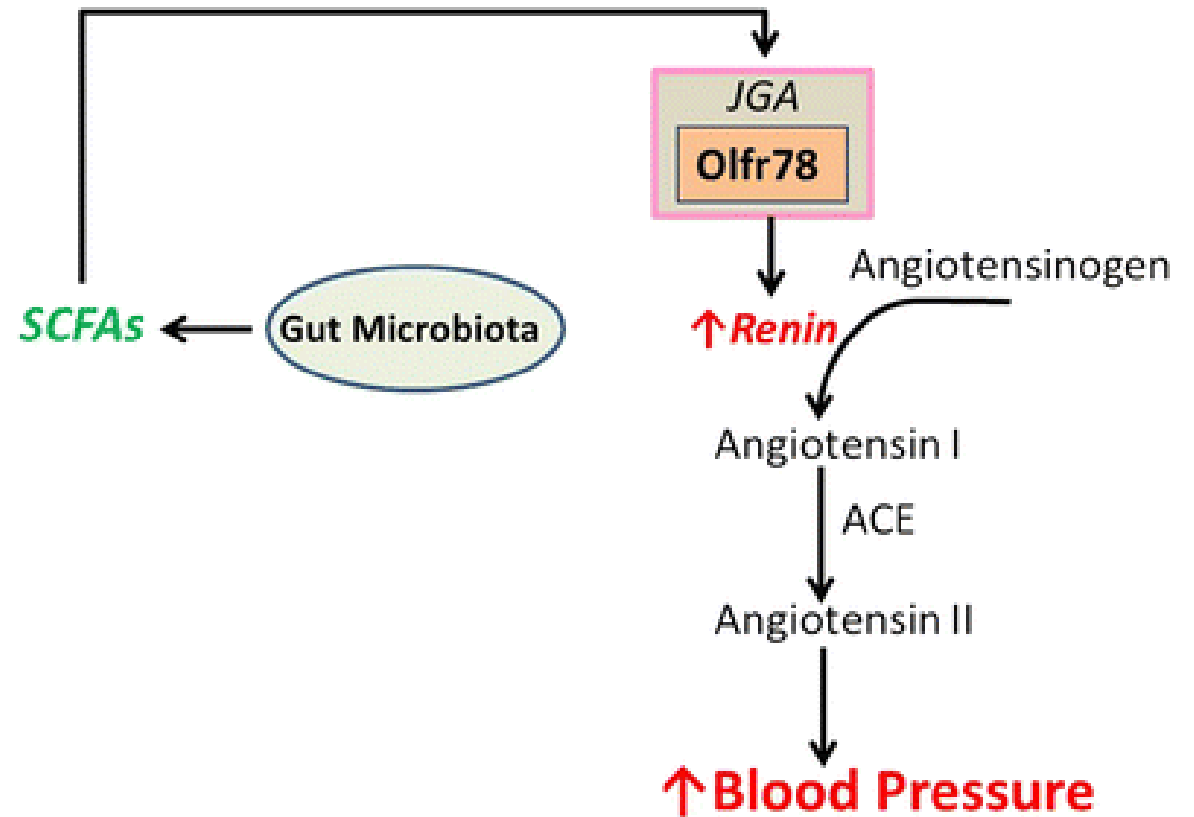 JGA
Olfr78
Angiotensinogen
SCFAs
Gut Microbiota
↑Renin
Angiotensin I
ACE
Angiotensin II
↑Blood Pressure